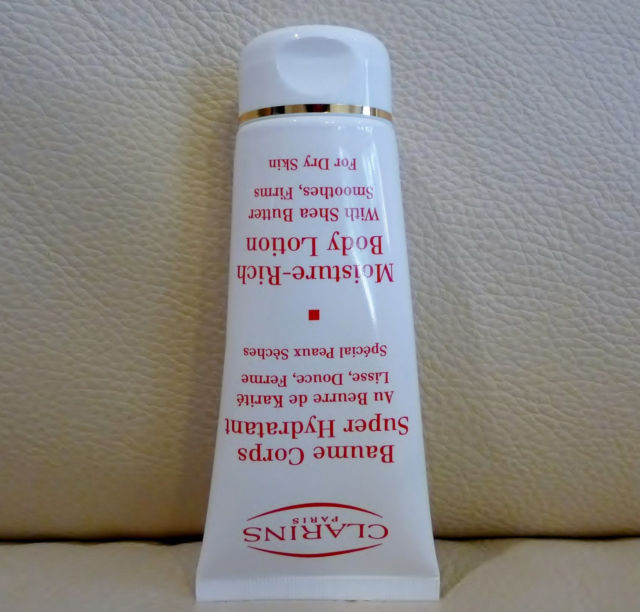 CLARINS
PARIS
Baume Corps
Super Hydratant
Au Beurre de Karité
Lisse, Douce, Ferme
Spécial Peaux Sèches
Moisture-Rich
Body Lotion
With Shea Butter
Smoothes, Firms
For Dry Skin